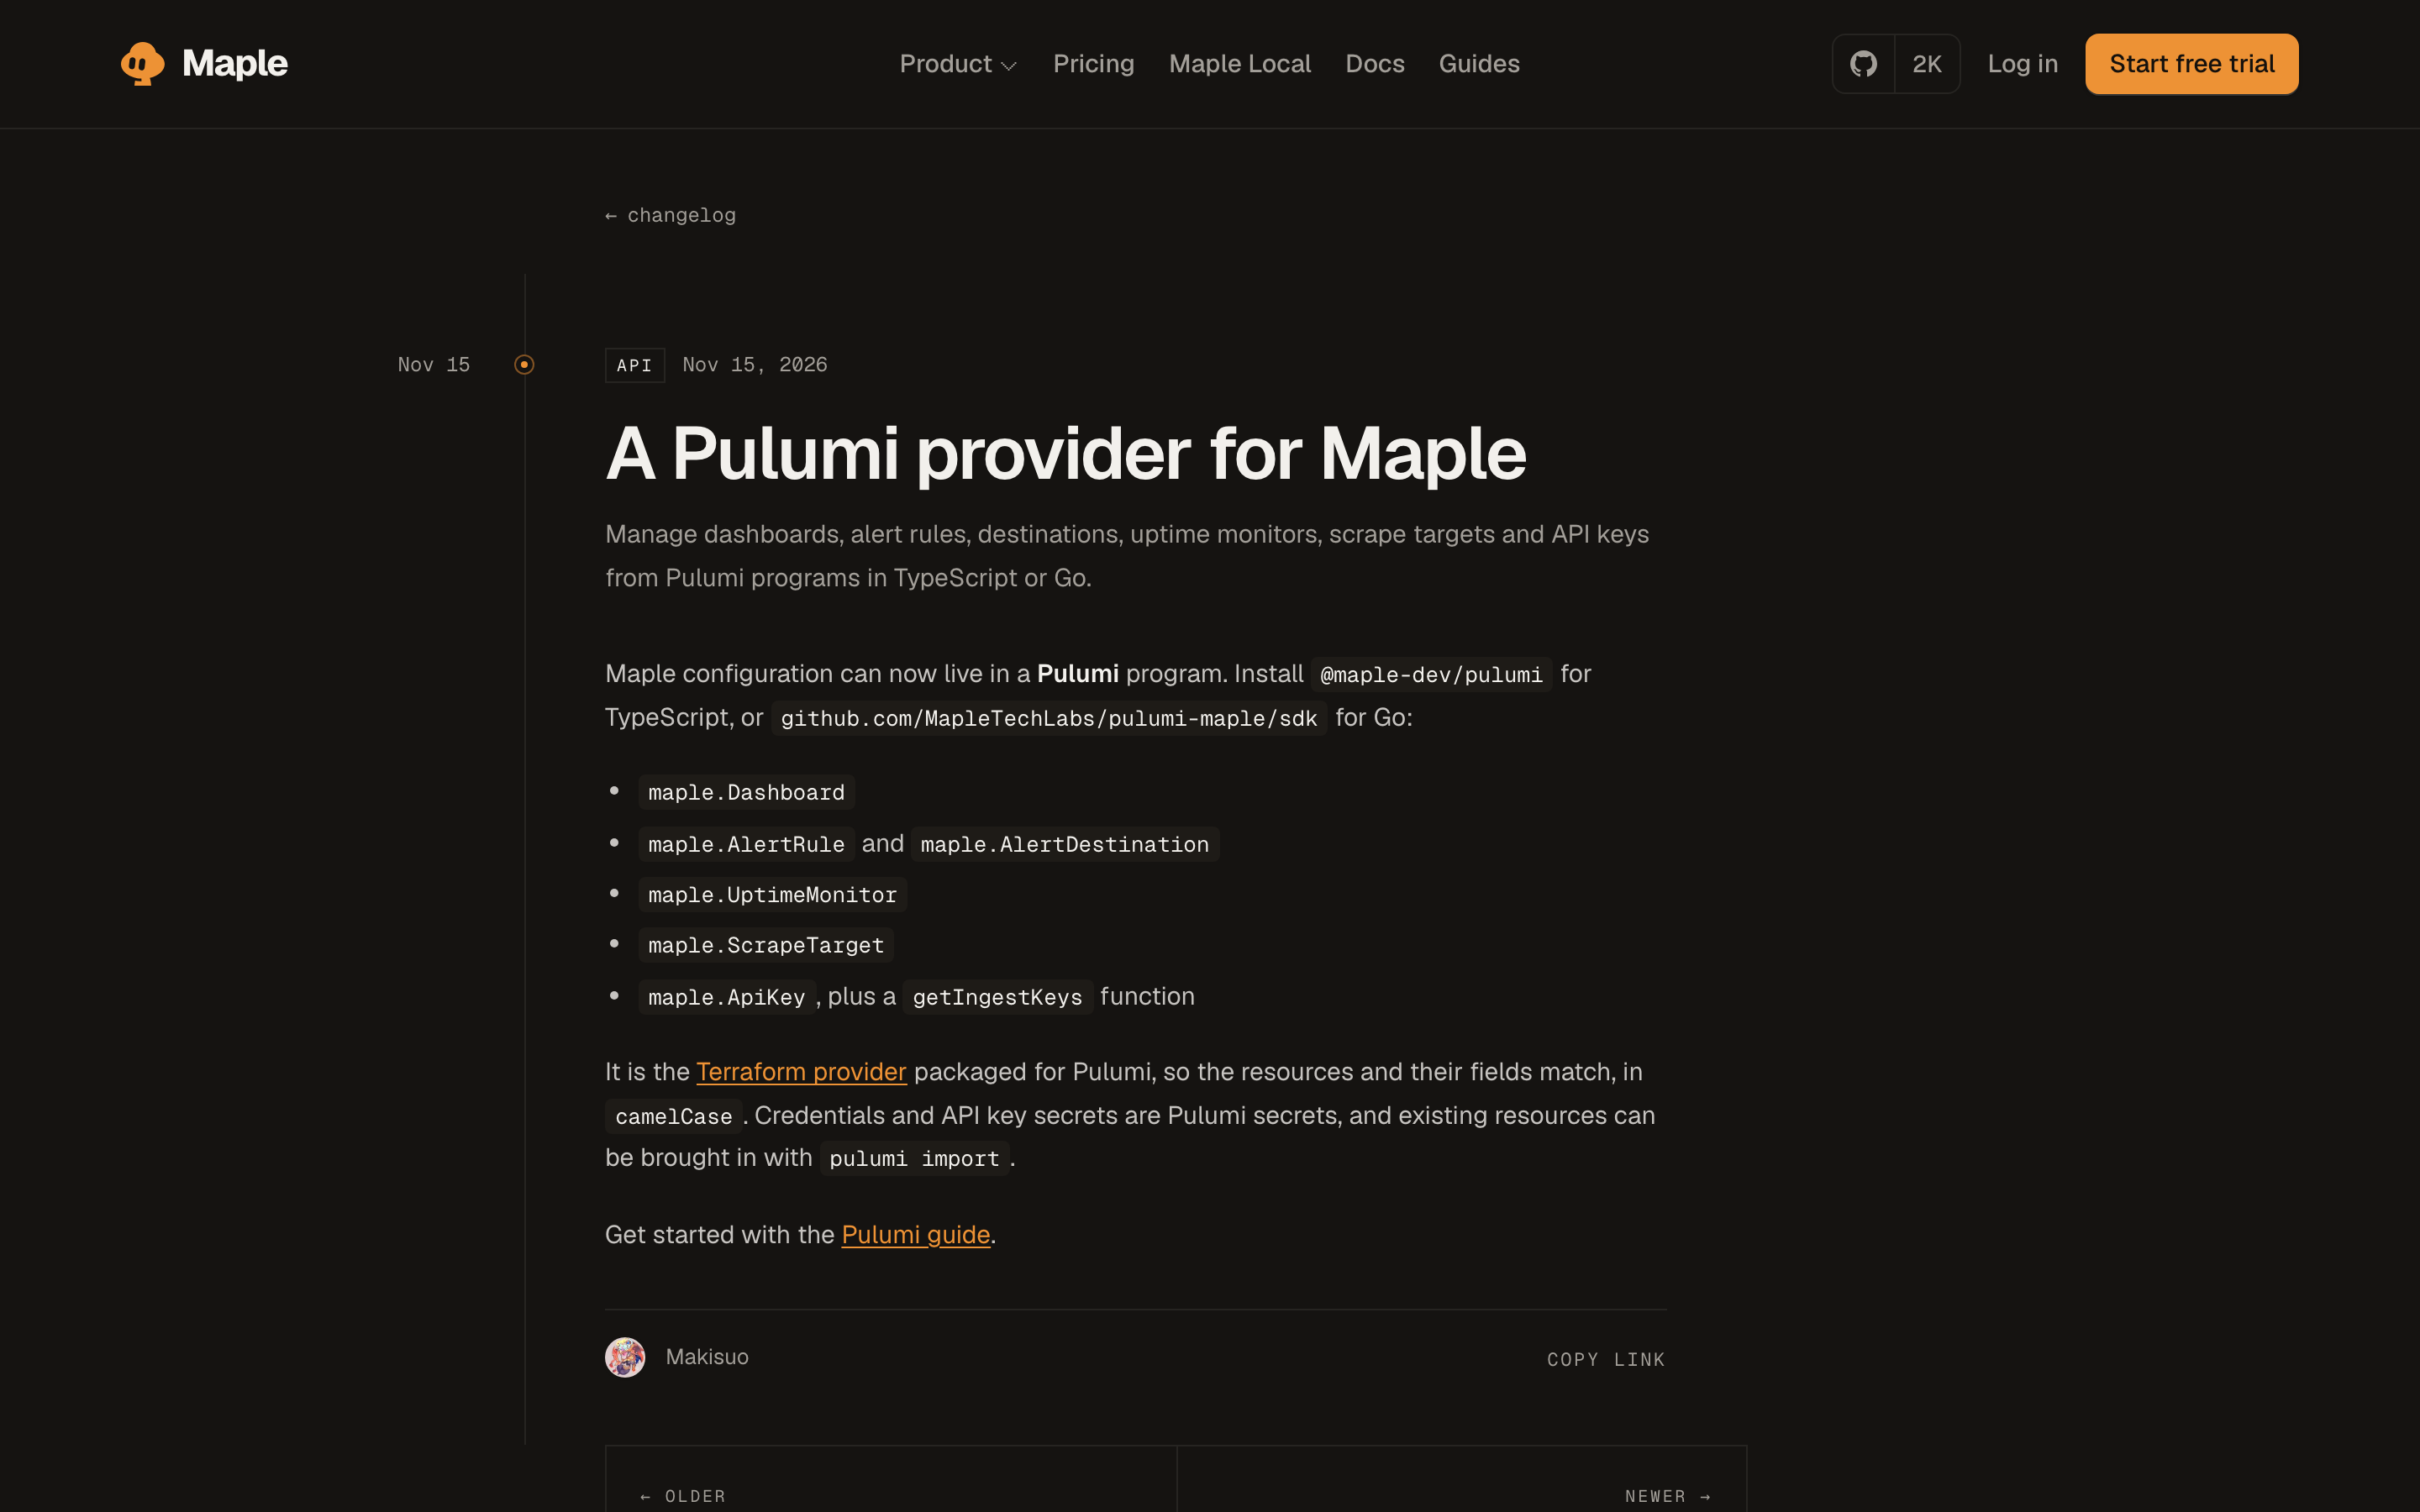 Maple
Product
Pricing
Maple Local
Docs
Guides
2K
Log in
Start free trial
← changelog
Nov 15
API
Nov 15, 2026
A Pulumi provider for Maple
Manage dashboards, alert rules, destinations, uptime monitors, scrape targets and API keys
from Pulumi programs in TypeScript or Go.
Maple configuration can now live in a Pulumi program. Install @maple-dev/pulumi for
TypeScript, or github.com/MapleTechLabs/pulumi-maple/sdk for Go:
• maple.Dashboard
• maple.AlertRule and maple.AlertDestination
• maple.UptimeMonitor
• maple.ScrapeTarget
• maple.ApiKey, plus a getIngestKeys function
It is the Terraform provider packaged for Pulumi, so the resources and their fields match, in
camelCase. Credentials and API key secrets are Pulumi secrets, and existing resources can
be brought in with pulumi import.
Get started with the Pulumi guide.
Makisuo
COPY LINK
← OLDER
NEWER →